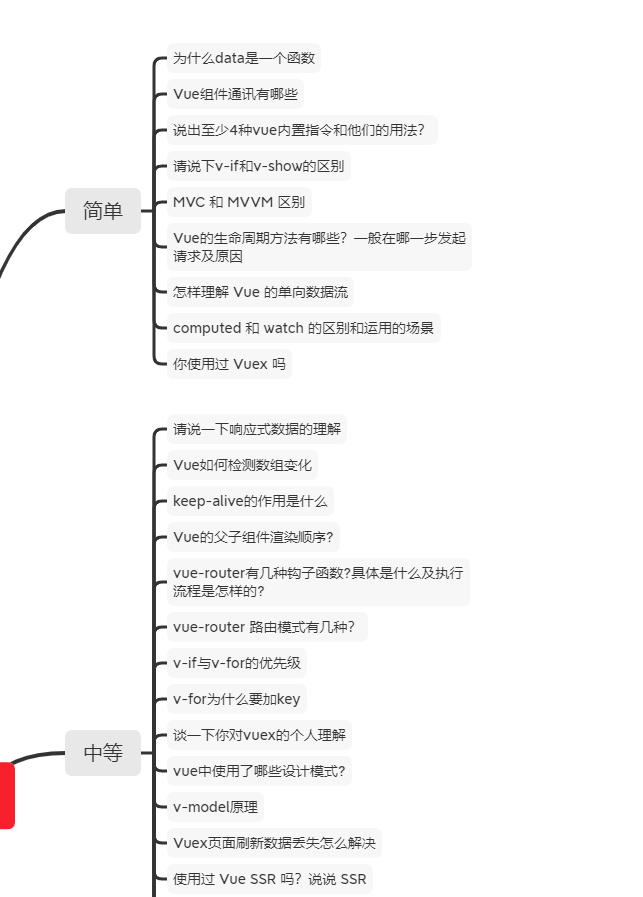 为什么data是一个函数
Vue组件通讯有哪些
说出至少4种vue内置指令和他们的用法？
请说下v-if和v-show的区别
MVC 和 MVVM 区别
简单
Vue的生命周期方法有哪些？一般在哪一步发起
请求及原因
怎样理解 Vue 的单向数据流
computed 和 watch 的区别和运用的场景
你使用过 Vuex 吗
请说一下响应式数据的理解
Vue如何检测数组变化
keep-alive的作用是什么
Vue的父子组件渲染顺序?
vue-router有几种钩子函数?具体是什么及执行
流程是怎样的?
vue-router 路由模式有几种？
v-if与v-for的优先级
v-for为什么要加key
谈一下你对vuex的个人理解
中等
vue中使用了哪些设计模式?
v-model原理
Vuex页面刷新数据丢失怎么解决
使用过 Vue SSR 吗？说说 SSR